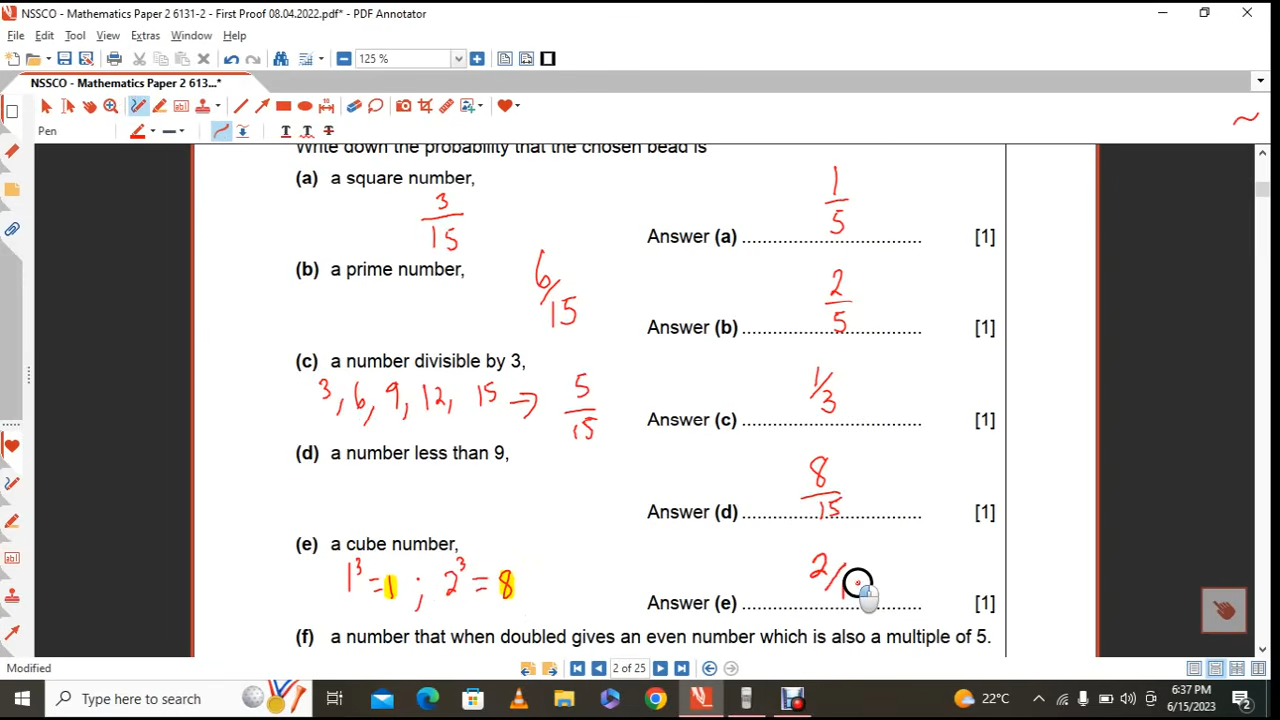 NSSCO - Mathematics Paper 2 6131-2 - First Proof 08.04.2022.pdf* - PDF Annotator
File Edit Tool View Extras Window Help
125 %
NSSCO - Mathematics Paper 2 613...*
Pen
Write down the probability that the chosen bead is
(a) a square number,
3/15
1/5
Answer (a) .................................. [1]
(b) a prime number,
6/15
2/5
Answer (b) .................................. [1]
(c) a number divisible by 3,
3, 6, 9, 12, 15 → 5/15
1/3
Answer (c) .................................. [1]
(d) a number less than 9,
8/15
Answer (d) .................................. [1]
(e) a cube number,
1³ = 1 ; 2³ = 8
2/1
Answer (e) .................................. [1]
(f) a number that when doubled gives an even number which is also a multiple of 5.
Modified
2 of 25
Type here to search
22°C
6:37 PM
6/15/2023
2